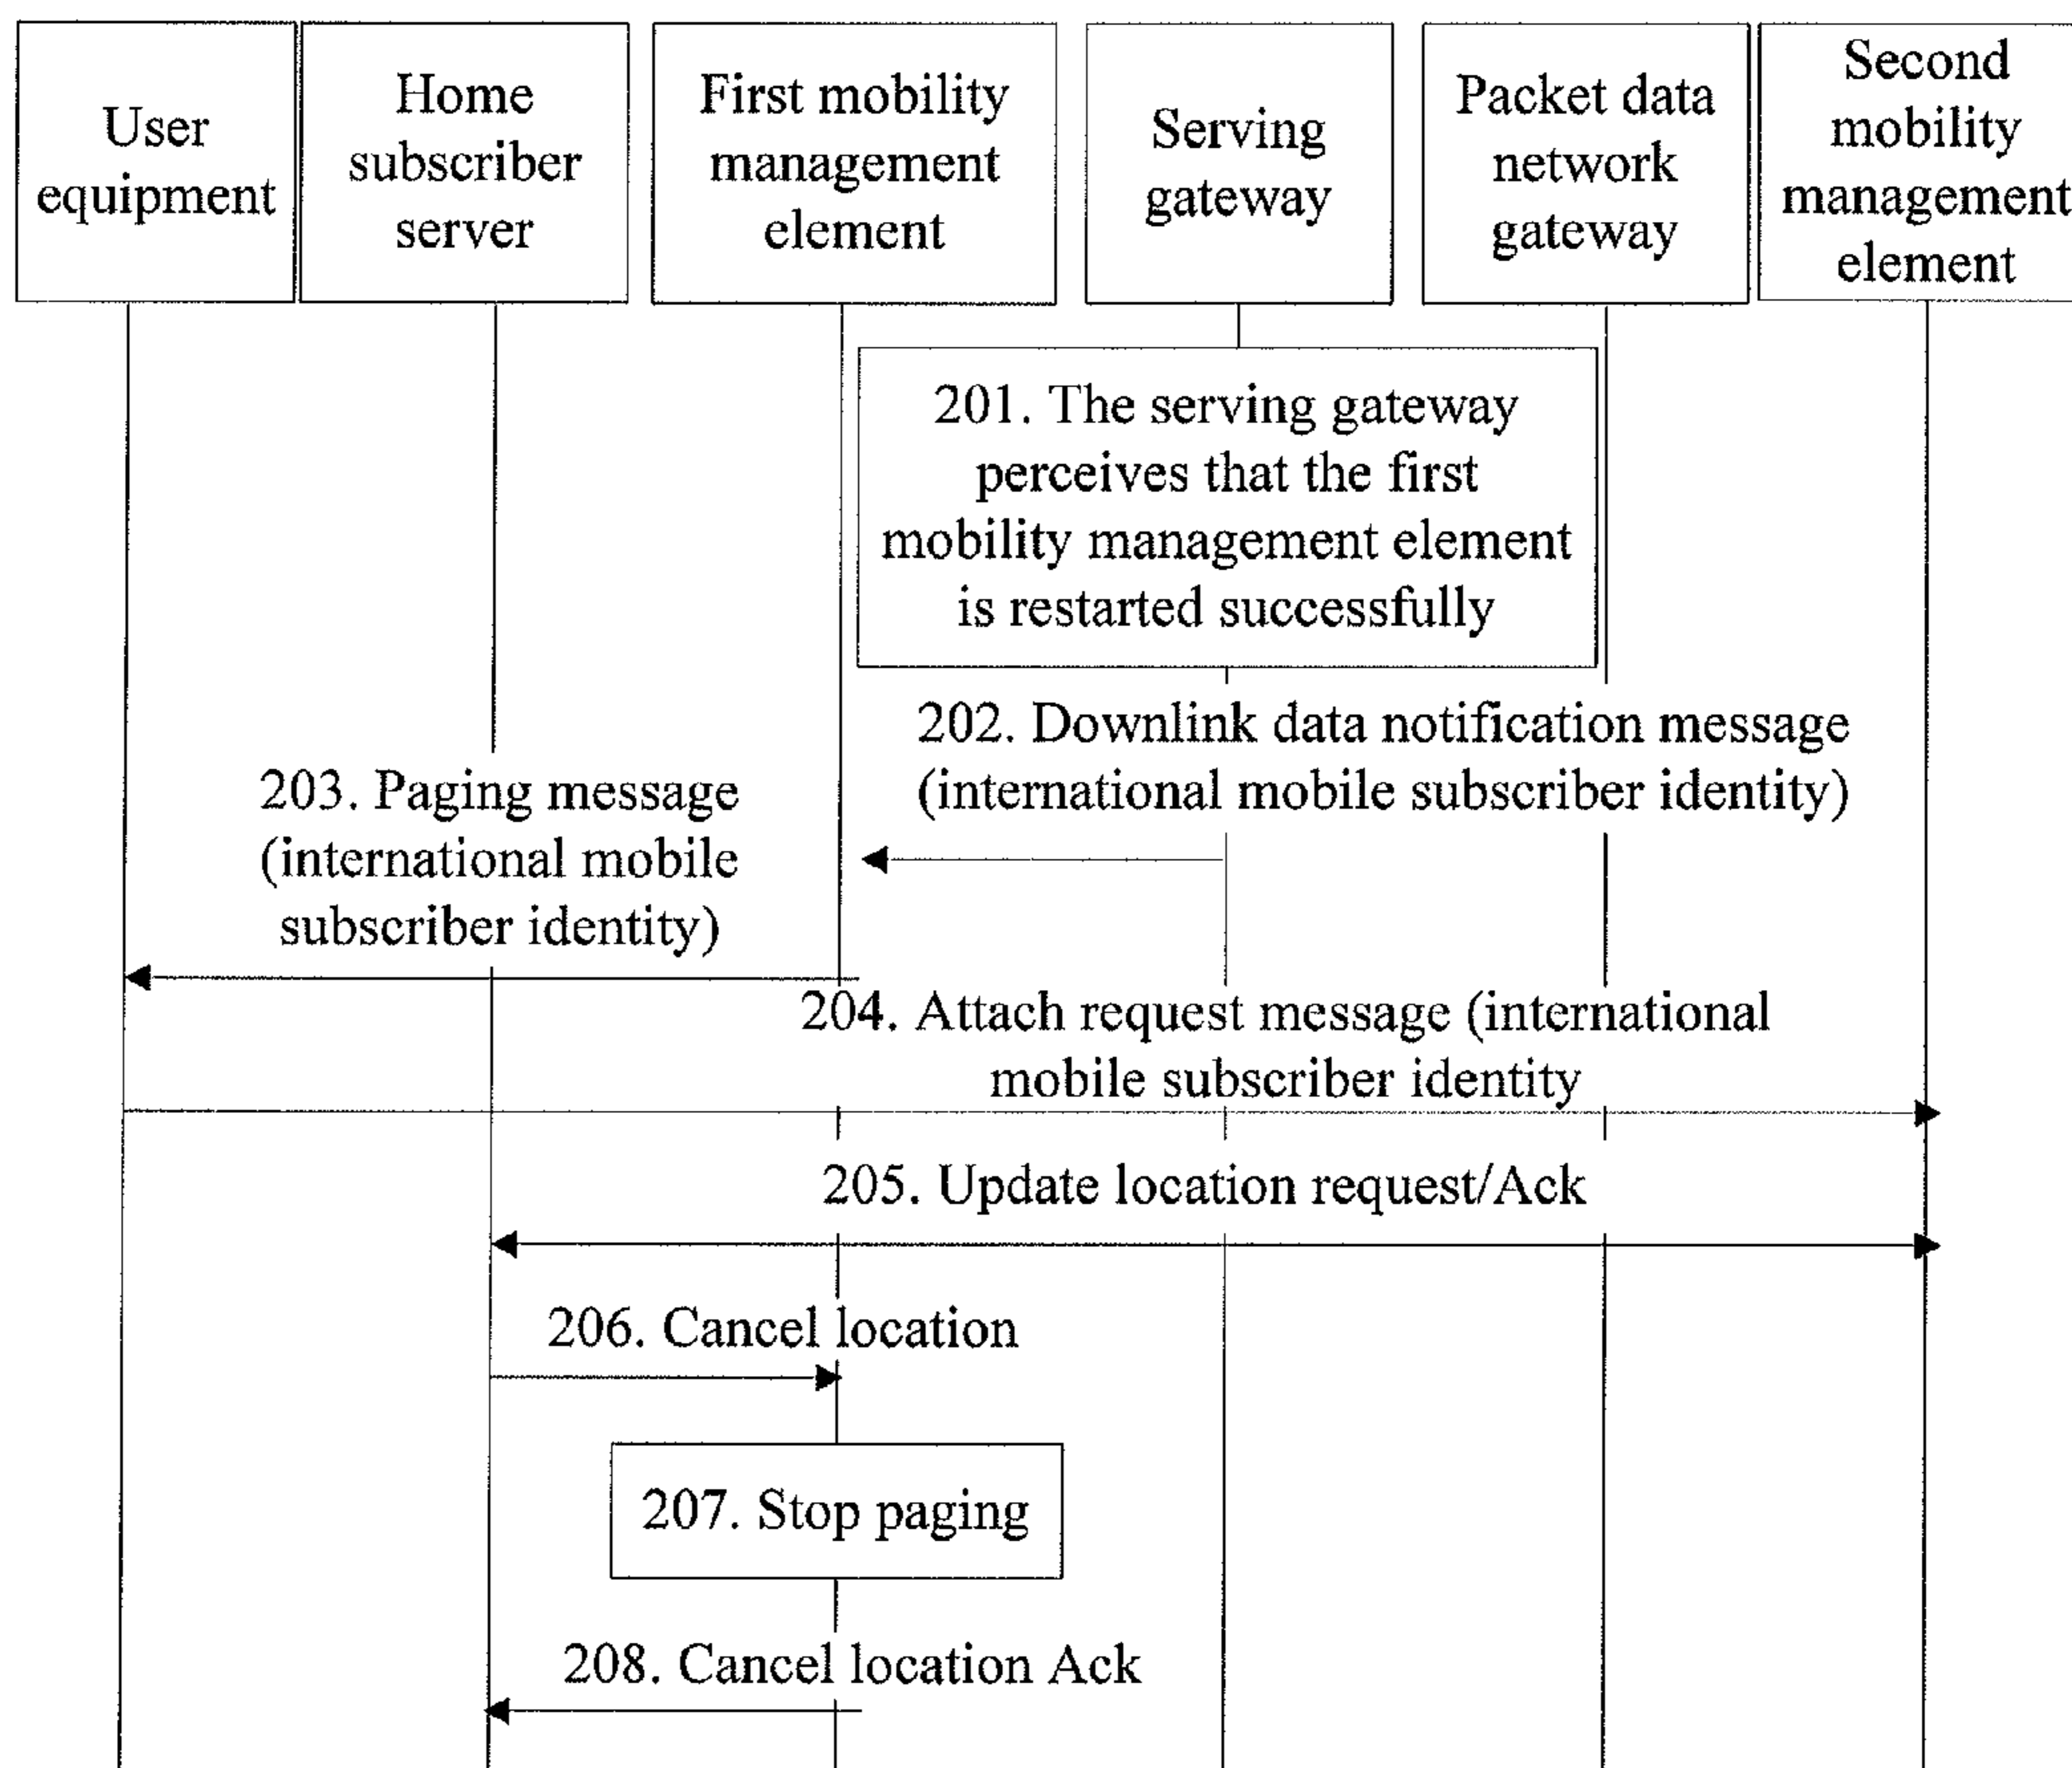 User
equipment
Home
subscriber
server
First mobility
management
element
Serving
gateway
Packet data
network
gateway
Second
mobility
management
element
201. The serving gateway
perceives that the first
mobility management element
is restarted successfully
202. Downlink data notification message
(international mobile subscriber identity)
203. Paging message
(international mobile
subscriber identity)
204. Attach request message (international
mobile subscriber identity
205. Update location request/Ack
206. Cancel location
207. Stop paging
208. Cancel location Ack